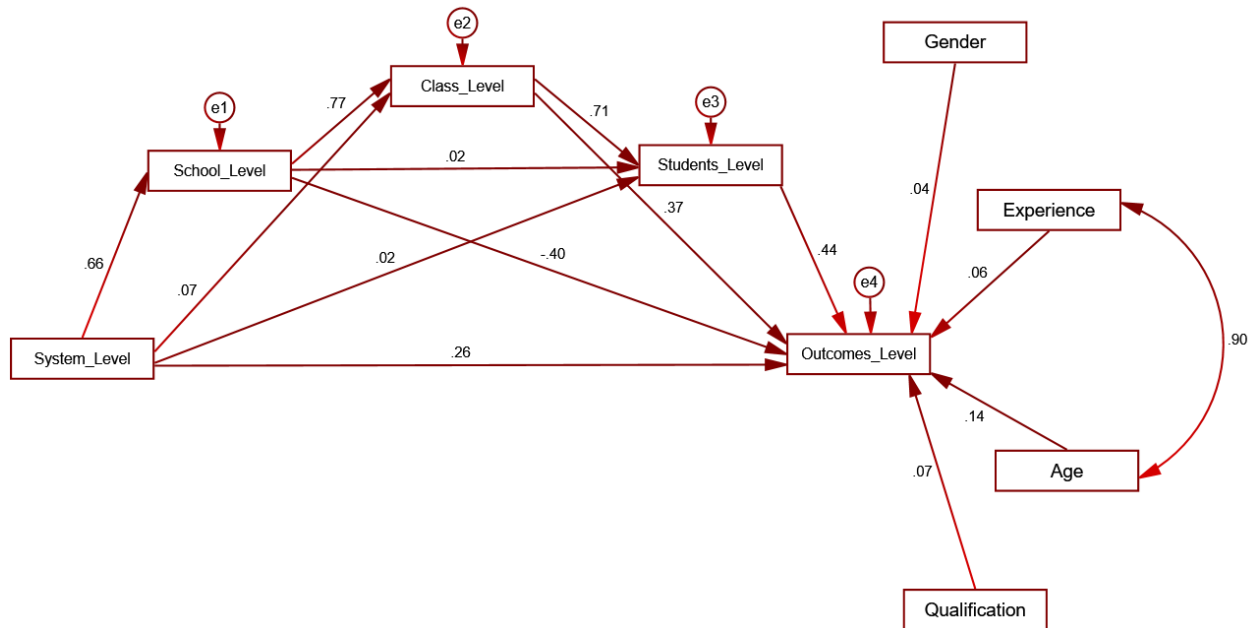 e2
Gender
Class_Level
e1
.77
.71
e3
School_Level
.02
Students_Level
.04
Experience
.37
.66
.02
-.40
.44
.06
.07
e4
System_Level
.26
Outcomes_Level
.90
.14
.07
Age
Qualification